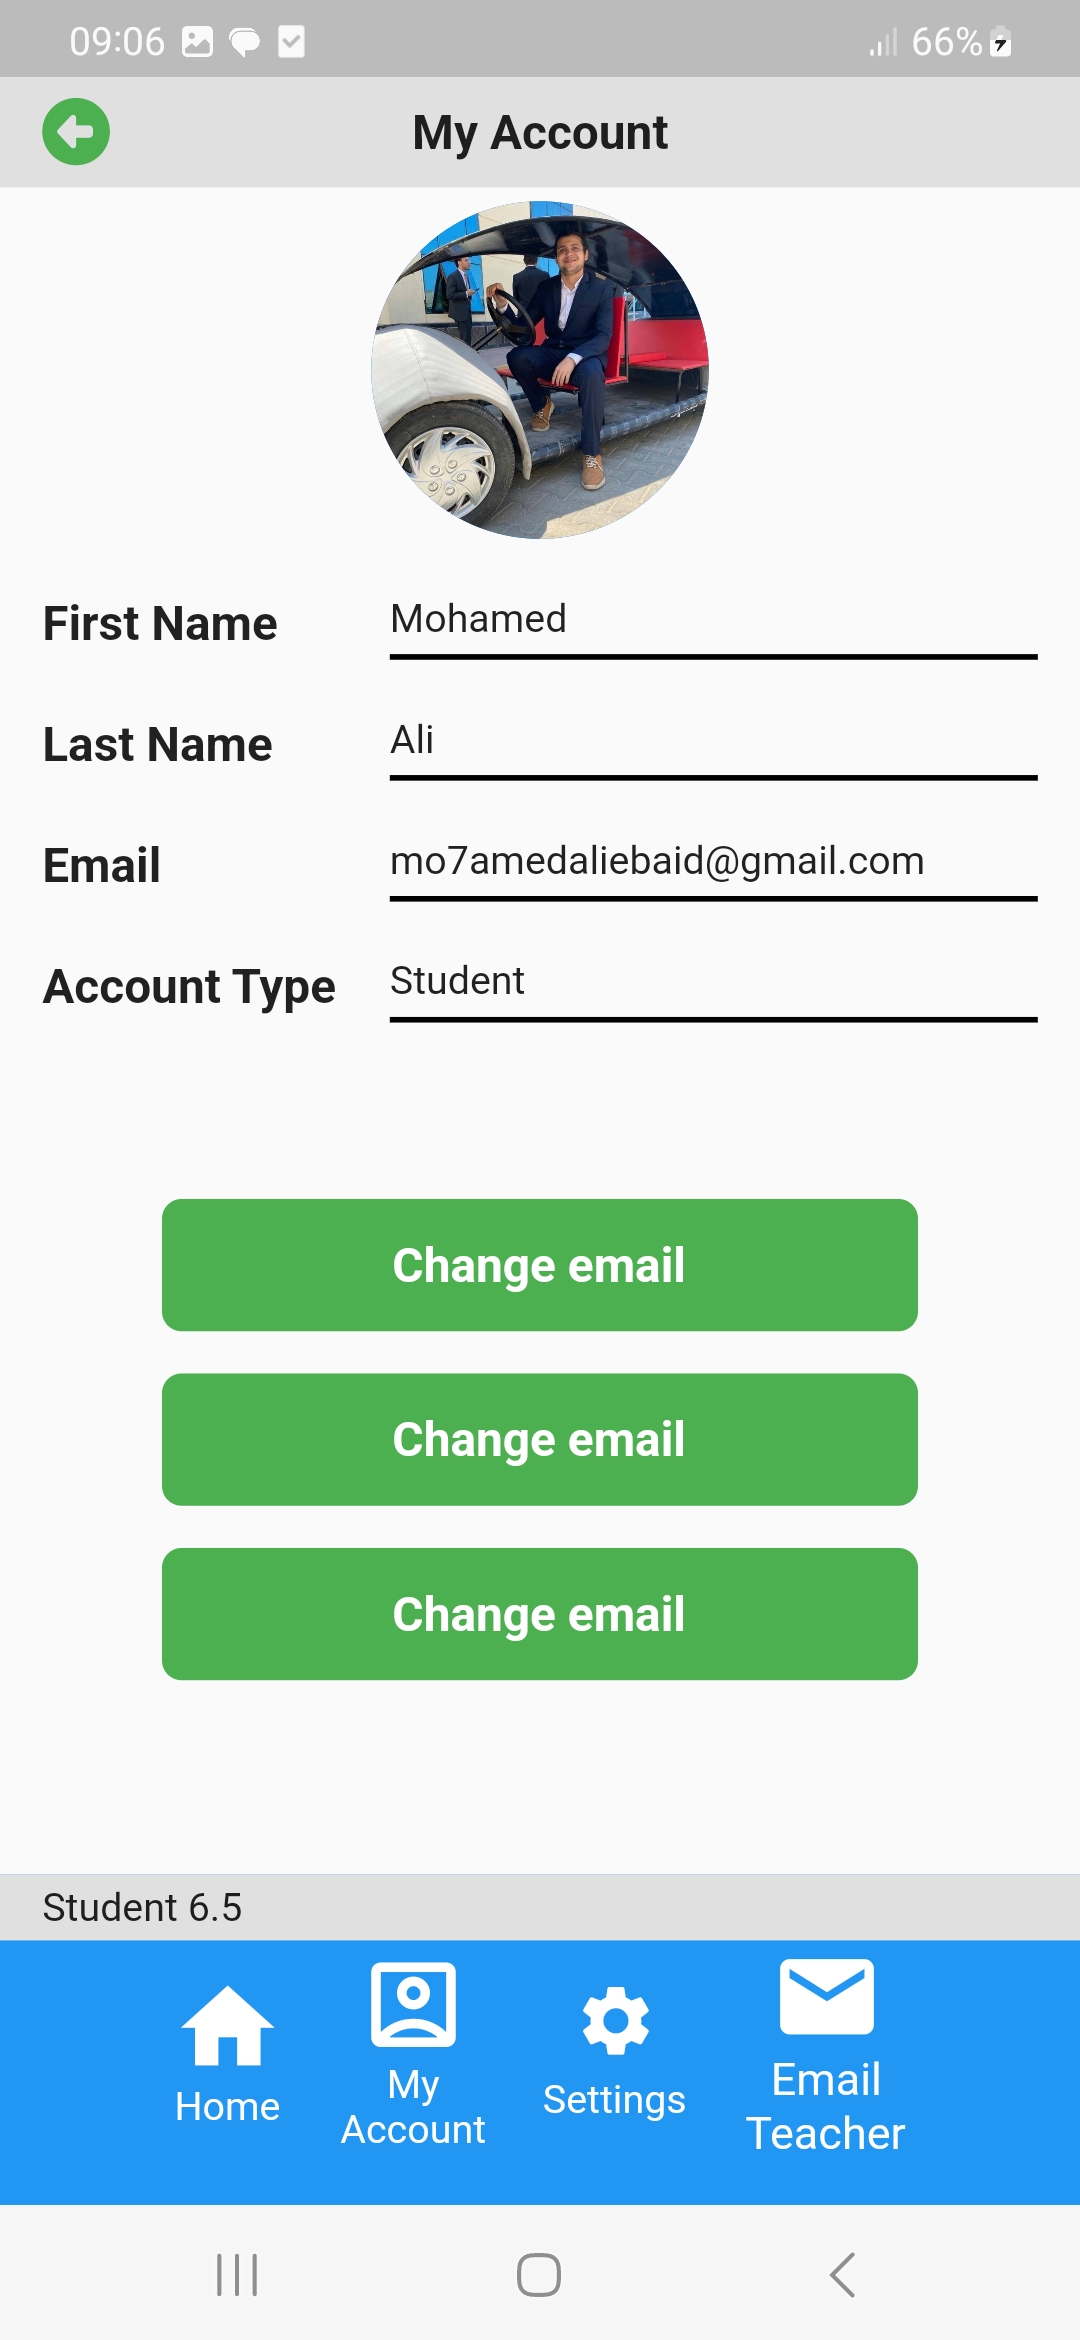 09:06
66%
My Account
First Name
Mohamed
Last Name
Ali
Email
mo7amedaliebaid@gmail.com
Account Type
Student
Change email
Change email
Change email
Student 6.5
Home
My
Account
Settings
Email
Teacher